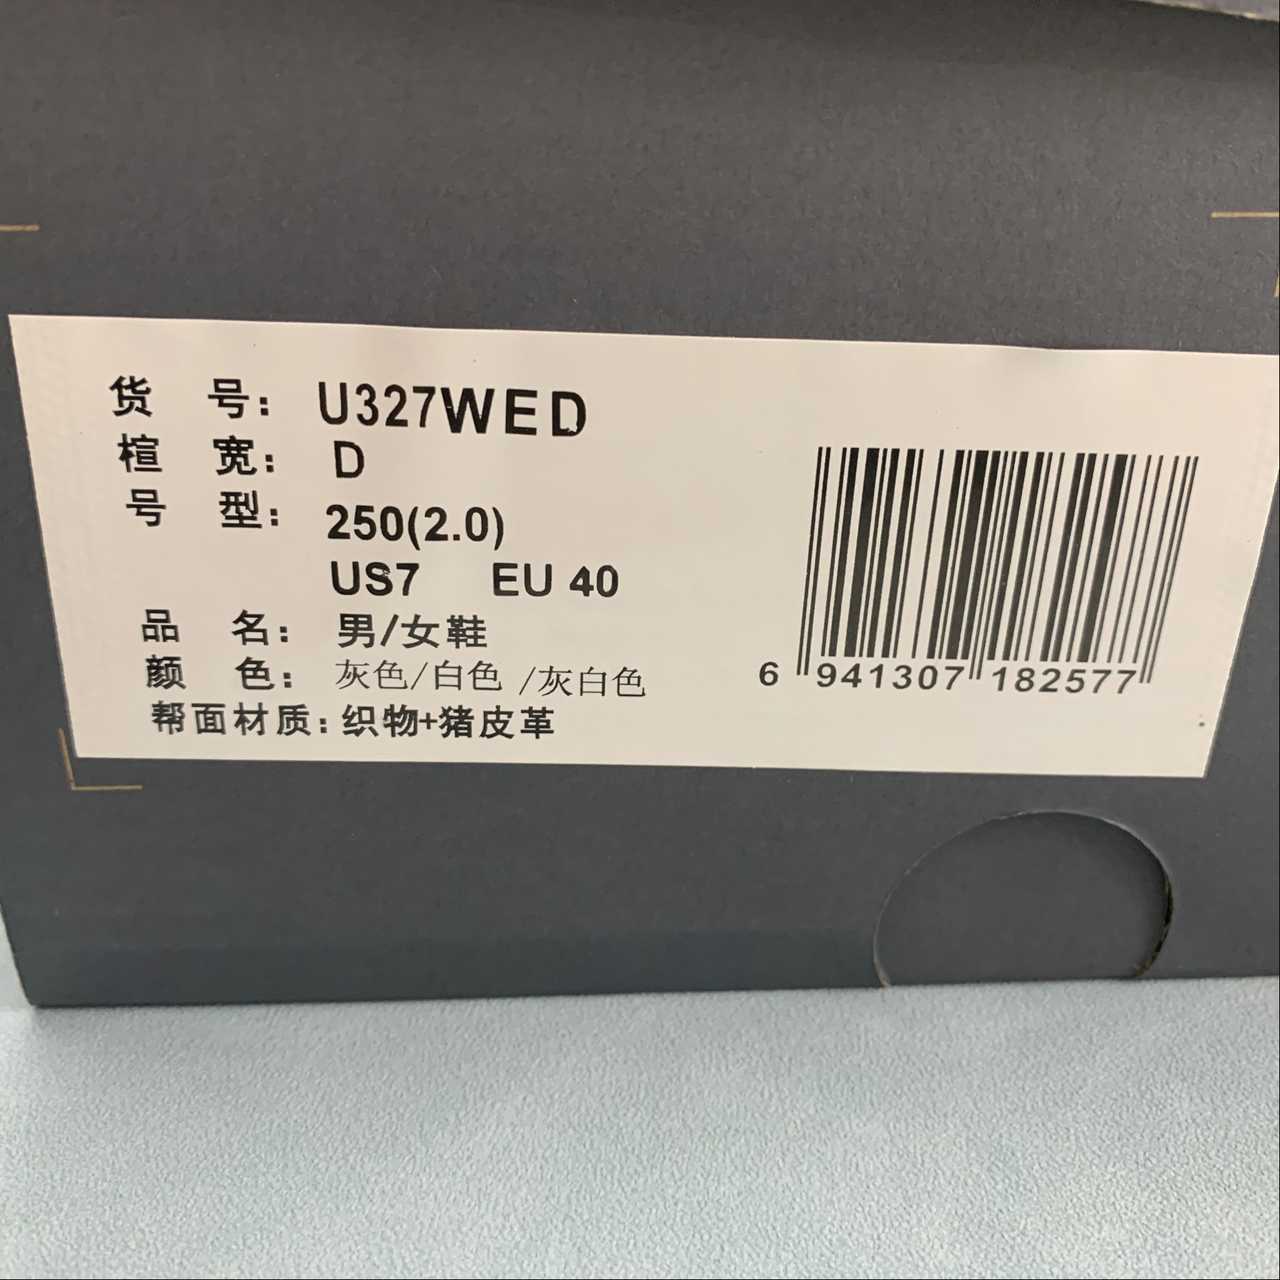 货 号: U327WED
楦 宽: D
号 型: 250(2.0)
US7 EU 40
品 名: 男/女鞋
颜 色: 灰色/白色 /灰白色
帮面材质: 织物+猪皮革
6 941307 182577